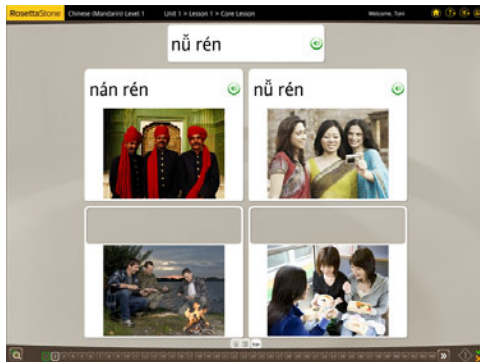 RosettaStone
Chinese (Mandarin) Level 1
Unit 1 > Lesson 1 > Core Lesson
Welcome, Tom
nǚ rén
nán rén
nǚ rén